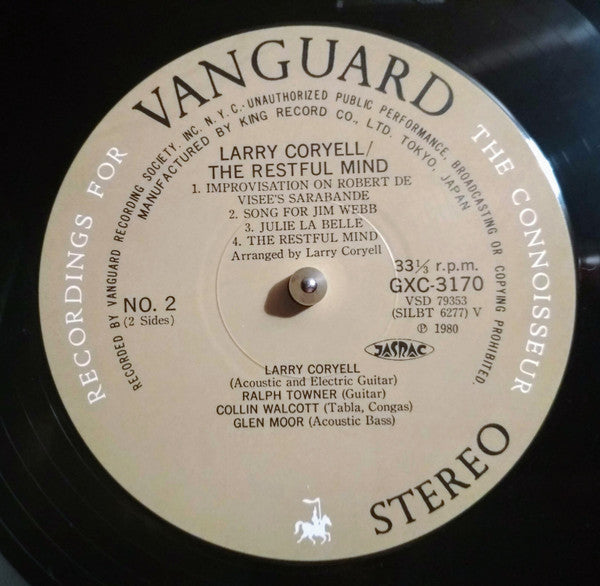 VANGUARD
RECORDINGS FOR THE CONNOISSEUR
RECORDED BY VANGUARD RECORDING SOCIETY, INC. N.Y.C.·UNAUTHORIZED PUBLIC PERFORMANCE, BROADCASTING OR COPYING PROHIBITED.
MANUFACTURED BY KING RECORD CO., LTD. TOKYO, JAPAN
LARRY CORYELL/
THE RESTFUL MIND
1. IMPROVISATION ON ROBERT DE
VISEE'S SARABANDE
2. SONG FOR JIM WEBB
3. JULIE LA BELLE
4. THE RESTFUL MIND
Arranged by Larry Coryell
33⅓ r.p.m.
GXC-3170
VSD 79353
(SILBT 6277) V
℗ 1980
NO. 2
(2 Sides)
JASRAC
LARRY CORYELL
(Acoustic and Electric Guitar)
RALPH TOWNER (Guitar)
COLLIN WALCOTT (Tabla, Congas)
GLEN MOOR (Acoustic Bass)
STEREO